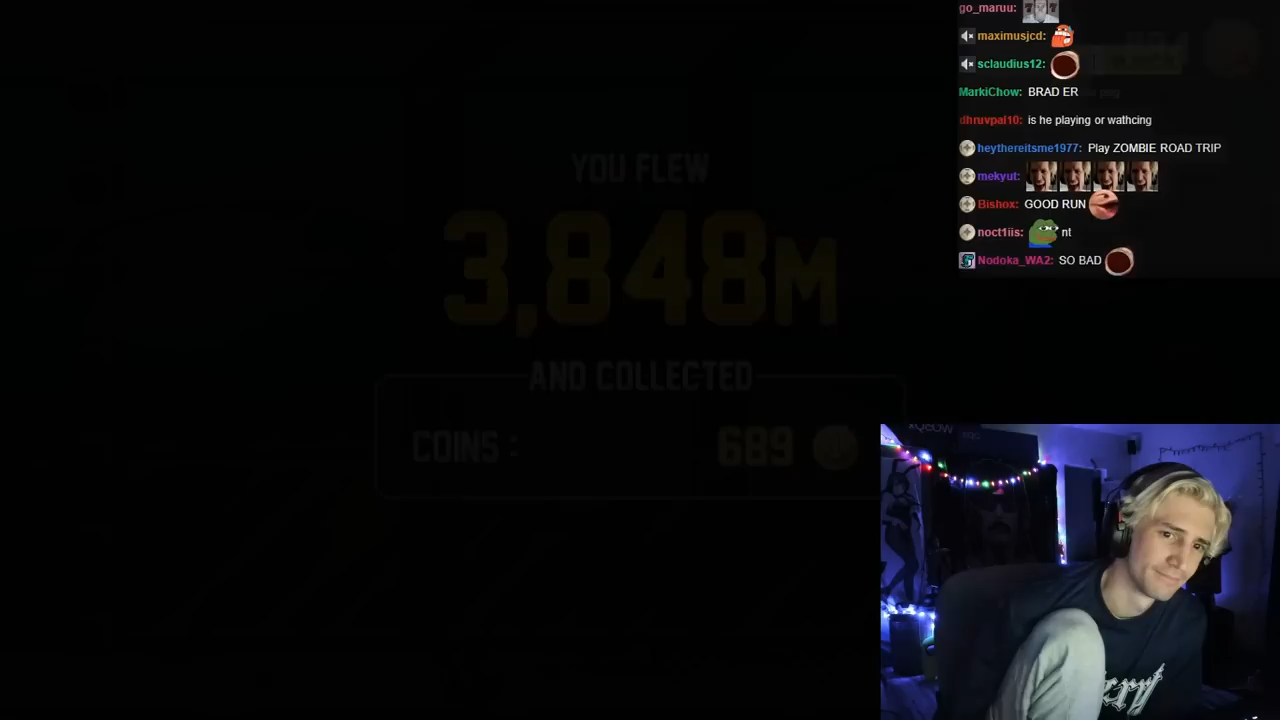 go_maruu:
maximusjcd:
sclaudius12:
MarkiChow: BRAD ER
dhruvpal10: is he playing or wathcing
heythereitsme1977: Play ZOMBIE ROAD TRIP
mekyut:
Bishox: GOOD RUN
noct1is: nt
Nodoka_WA2: SO BAD
YOU FLEW
3,848M
AND COLLECTED
COINS : 689